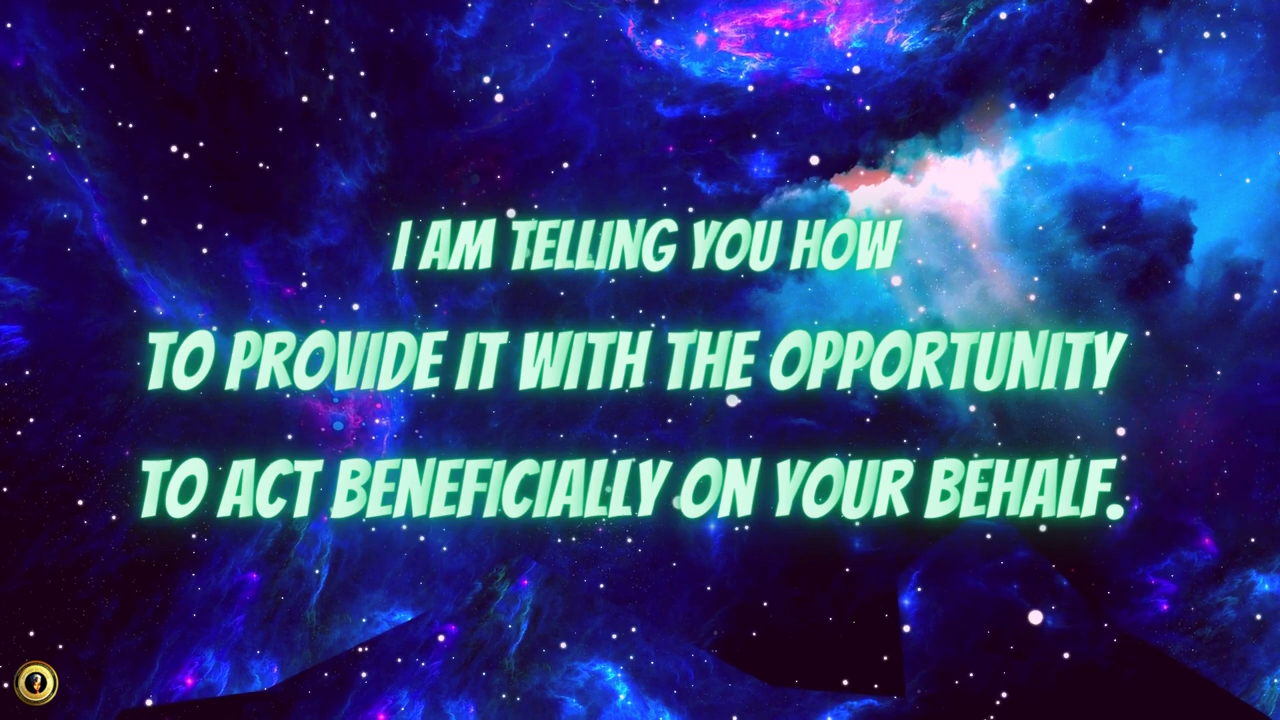 I AM TELLING YOU HOW
TO PROVIDE IT WITH THE OPPORTUNITY
TO ACT BENEFICIALLY ON YOUR BEHALF.